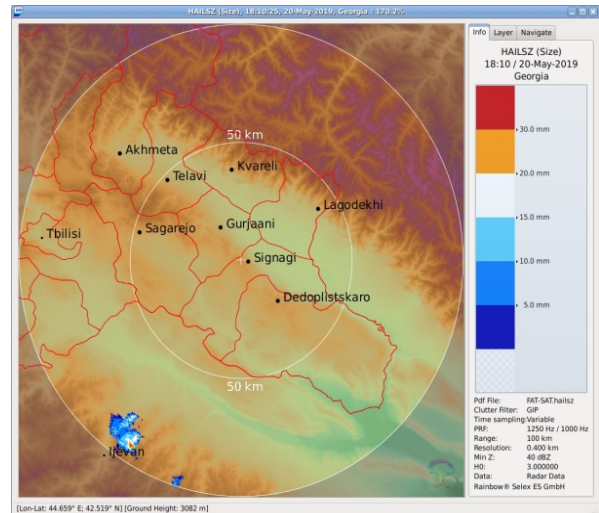 HAILSZ (Size), 18:10:25, 20-May-2019, Georgia : 170.2%
Info Layer Navigate
HAILSZ (Size)
18:10 / 20-May-2019
Georgia
30.0 mm
20.0 mm
15.0 mm
10.0 mm
5.0 mm
50 km
Akhmeta
Kvareli
Telavi
Lagodekhi
Tbilisi
Sagarejo
Gurjaani
Signagi
Dedoplistskaro
50 km
Ijevan
Pdf File: FAT-SAT.hailsz
Clutter Filter: GIP
Time sampling:Variable
PRF: 1250 Hz / 1000 Hz
Range: 100 km
Resolution: 0.400 km
Min Z: 40 dBZ
H0: 3.000000
Data: Radar Data
Rainbow® Selex ES GmbH
[Lon-Lat: 44.659° E; 42.519° N] [Ground Height: 3082 m]